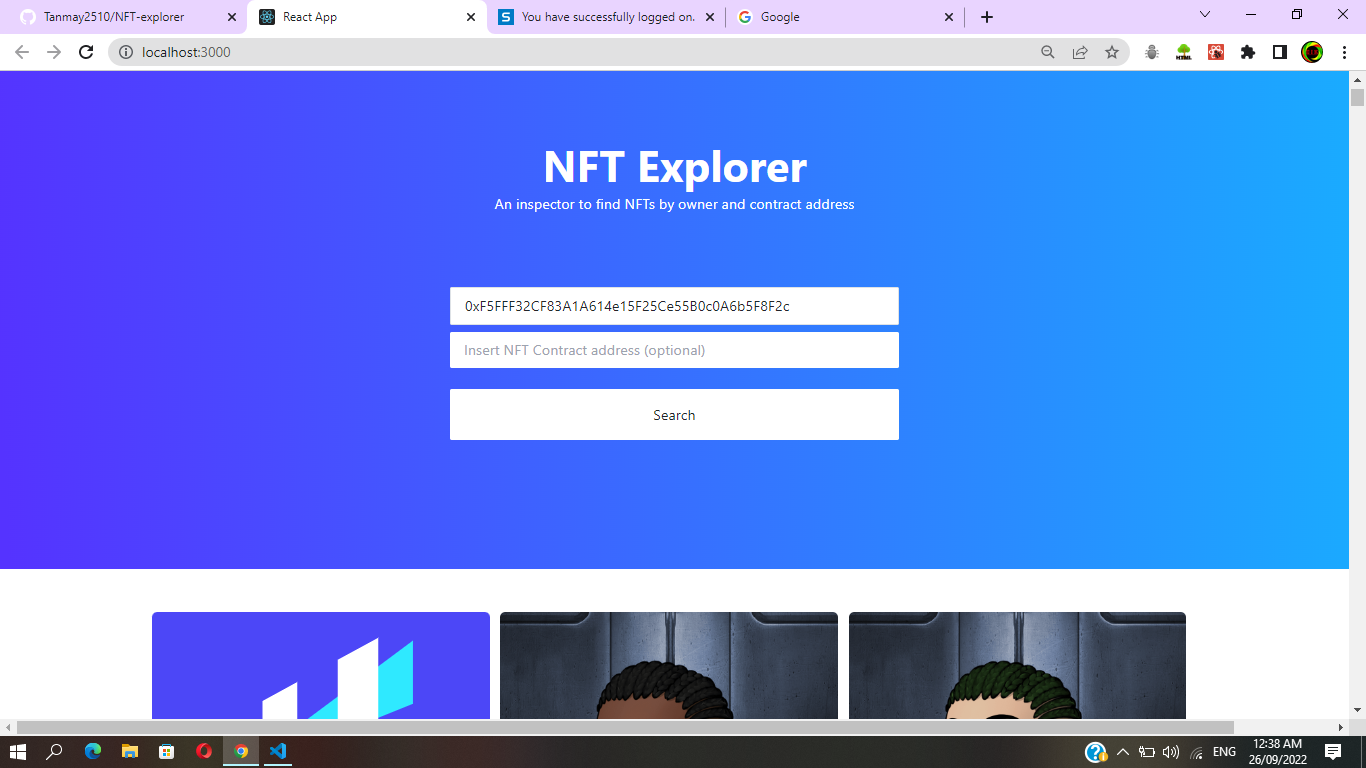 Tanmay2510/NFT-explorer
React App
You have successfully logged on.
Google
localhost:3000
HTML
NFT Explorer
An inspector to find NFTs by owner and contract address
0xF5FFF32CF83A1A614e15F25Ce55B0c0A6b5F8F2c
Insert NFT Contract address (optional)
Search
ENG
12:38 AM
26/09/2022